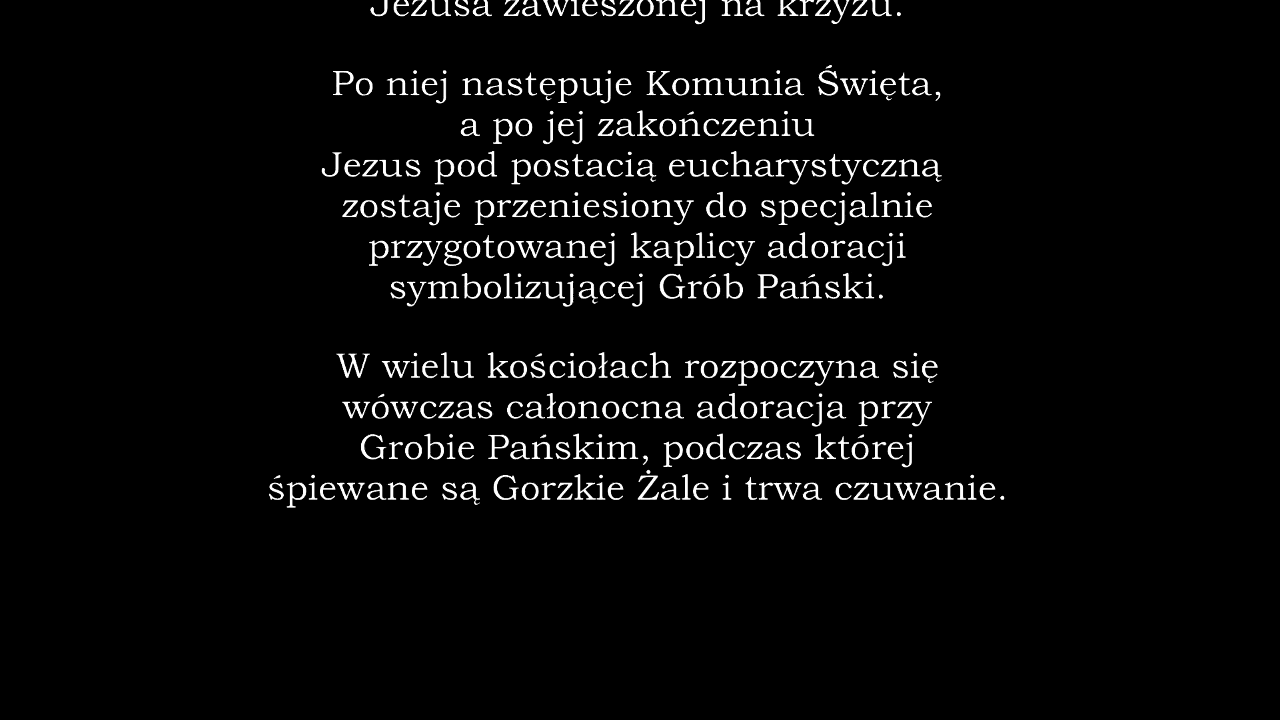 Jezusa zawieszonej na krzyżu.
Po niej następuje Komunia Święta,
a po jej zakończeniu
Jezus pod postacią eucharystyczną
zostaje przeniesiony do specjalnie
przygotowanej kaplicy adoracji
symbolizującej Grób Pański.
W wielu kościołach rozpoczyna się
wówczas całonocna adoracja przy
Grobie Pańskim, podczas której
śpiewane są Gorzkie Żale i trwa czuwanie.